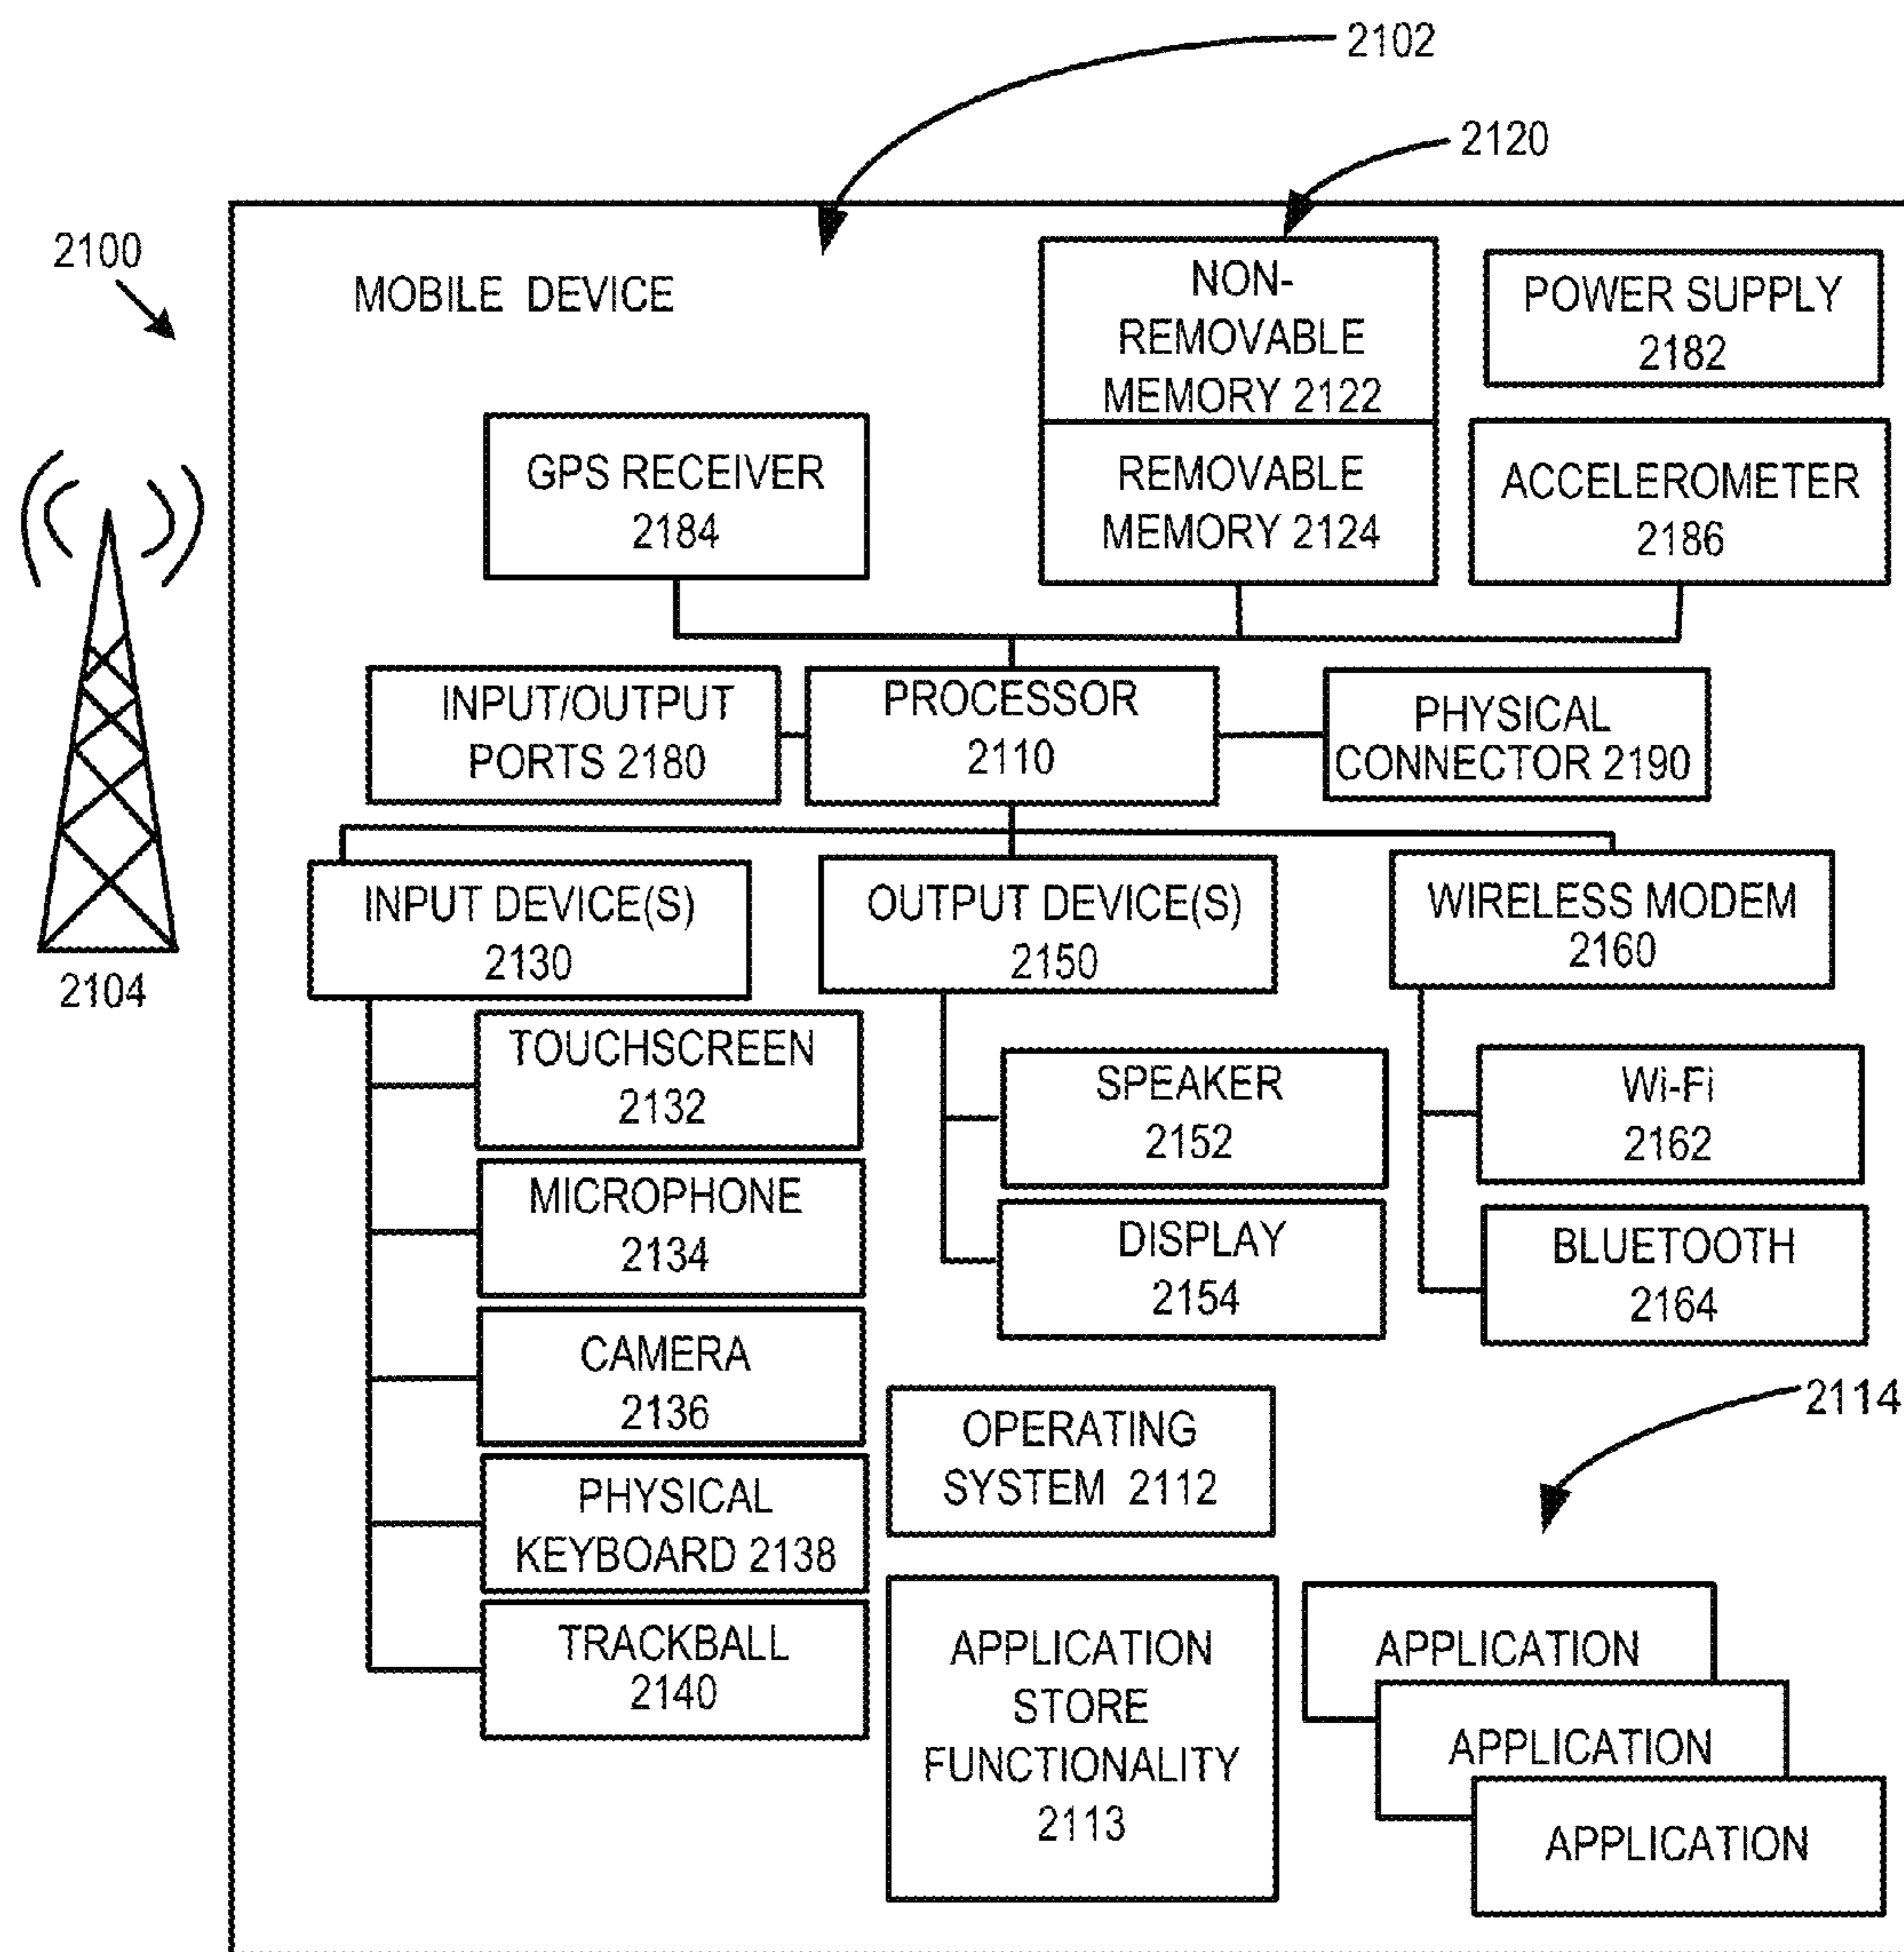 2102
2120
2100
MOBILE DEVICE
NON-
REMOVABLE
MEMORY 2122
POWER SUPPLY
2182
GPS RECEIVER
2184
REMOVABLE
MEMORY 2124
ACCELEROMETER
2186
INPUT/OUTPUT
PORTS 2180
PROCESSOR
2110
PHYSICAL
CONNECTOR 2190
2104
INPUT DEVICE(S)
2130
OUTPUT DEVICE(S)
2150
WIRELESS MODEM
2160
TOUCHSCREEN
2132
MICROPHONE
2134
CAMERA
2136
PHYSICAL
KEYBOARD 2138
TRACKBALL
2140
SPEAKER
2152
DISPLAY
2154
Wi-Fi
2162
BLUETOOTH
2164
OPERATING
SYSTEM 2112
2114
APPLICATION
STORE
FUNCTIONALITY
2113
APPLICATION
APPLICATION
APPLICATION